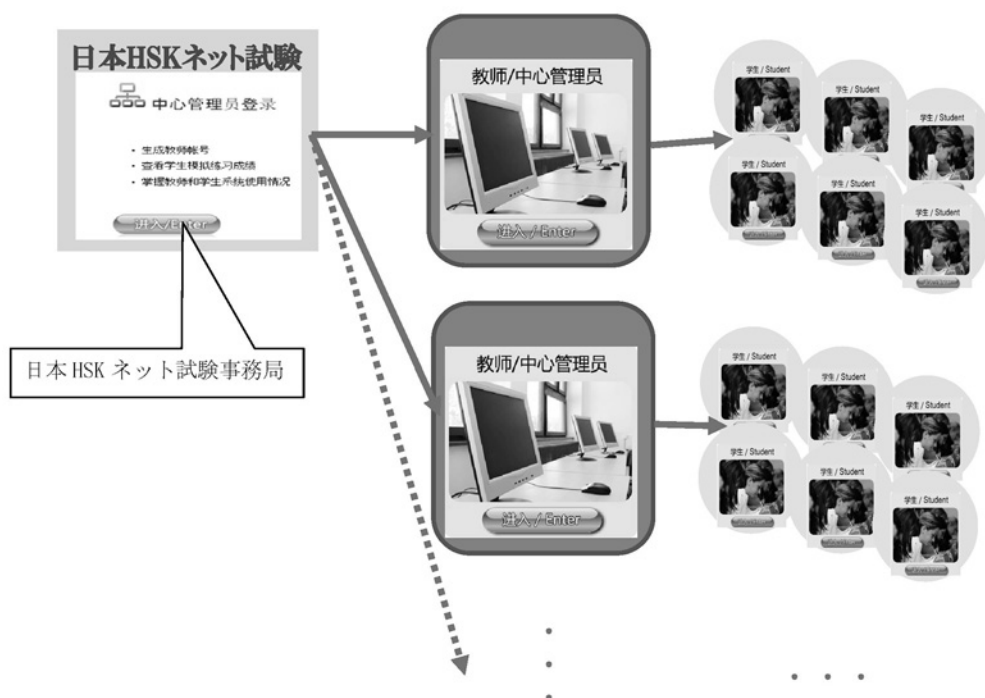 日本HSKネット試験
中心管理员登录
・生成教师帐号
・查看学生模拟练习成绩
・掌握教师和学生系统使用情况
进入/Enter
日本 HSK ネット試験事務局
教师/中心管理员
进入 / Enter
学生 / Student
学生 / Student
学生 / Student
学生 / Student
学生 / Student
学生 / Student
教师/中心管理员
进入 / Enter
学生 / Student
学生 / Student
学生 / Student
学生 / Student
学生 / Student
学生 / Student